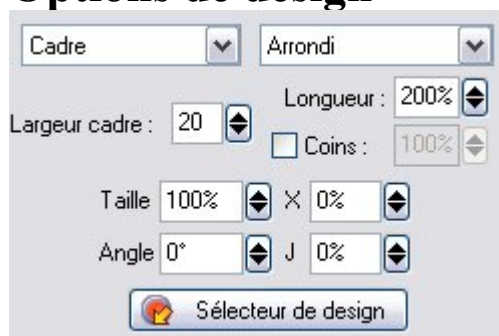 Options de design
Cadre Arrondi
Longueur : 200%
Largeur cadre : 20
Coins : 100%
Taille 100% X 0%
Angle 0° J 0%
Sélecteur de design